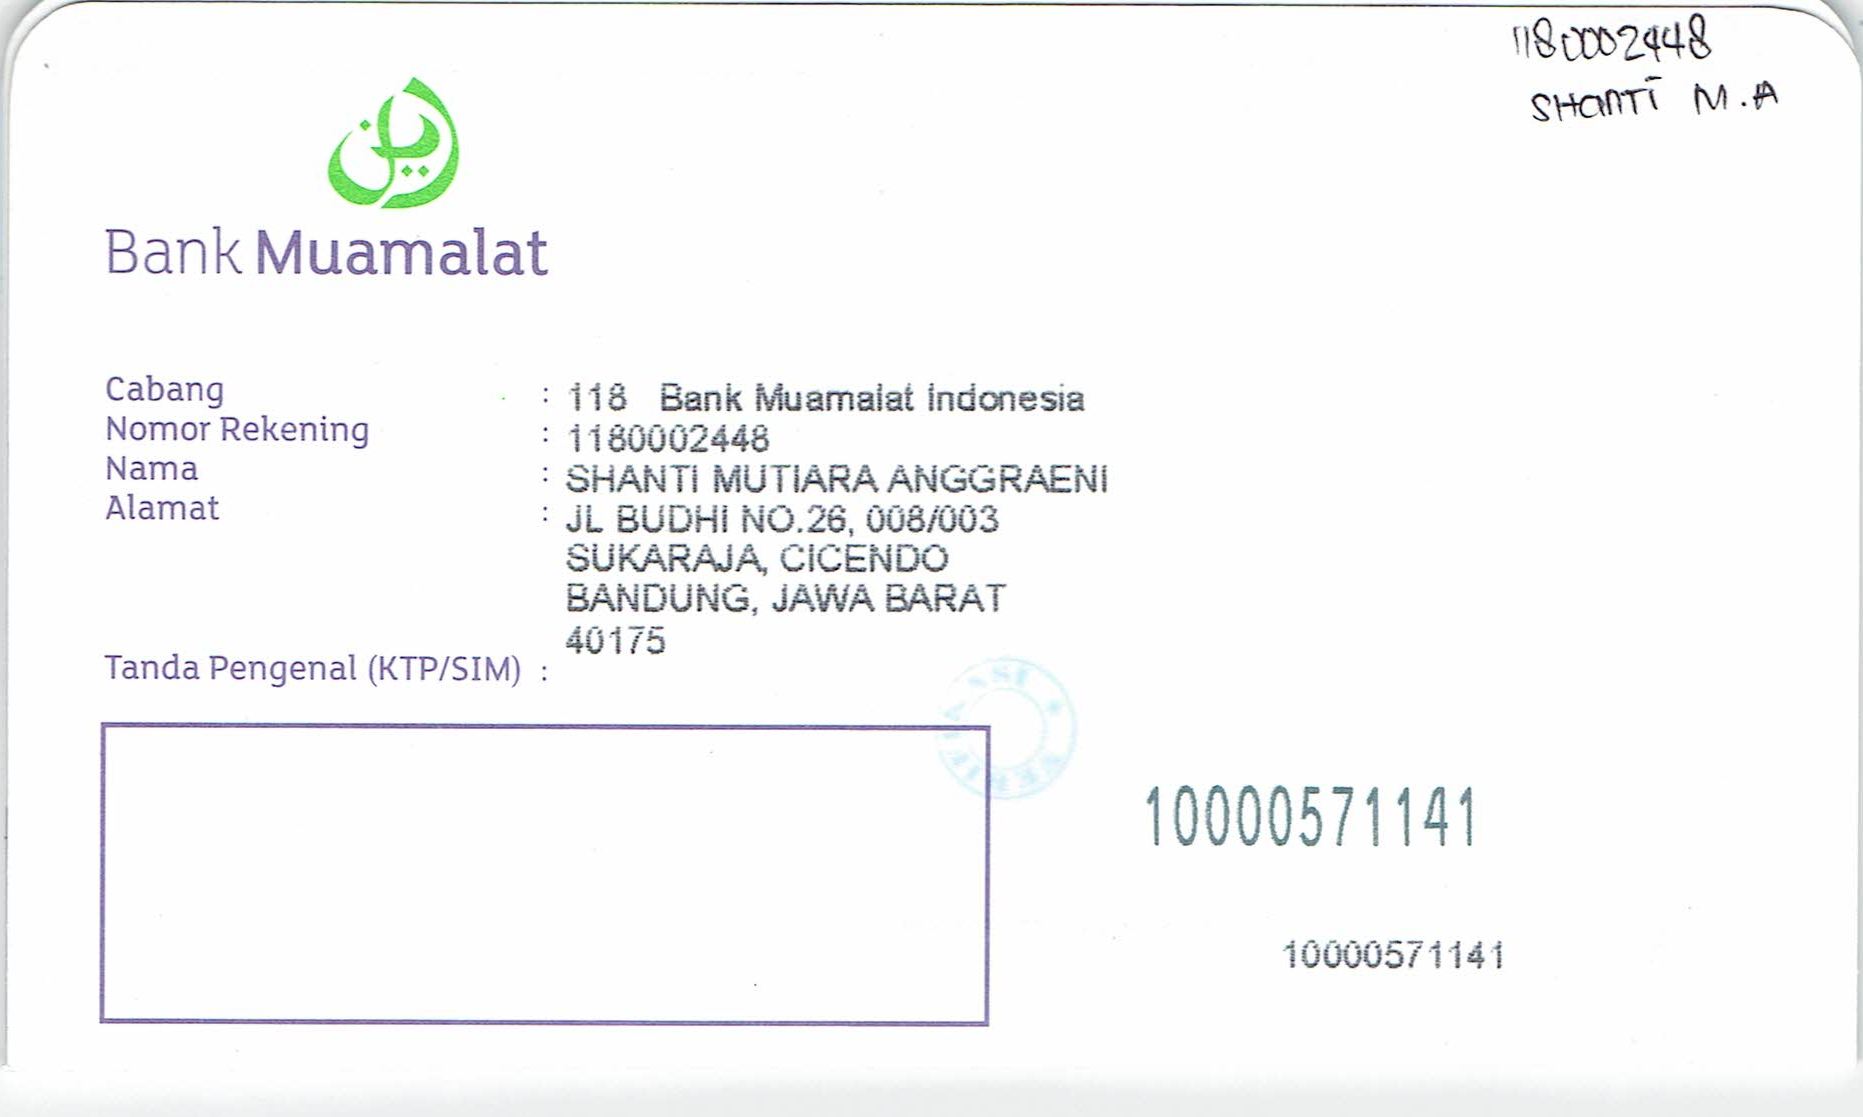 1180002448
SHANTI M.A
Bank Muamalat
Cabang : 118 Bank Muamalat Indonesia
Nomor Rekening : 1180002448
Nama : SHANTI MUTIARA ANGGRAENI
Alamat : JL BUDHI NO.26, 008/003
SUKARAJA, CICENDO
BANDUNG, JAWA BARAT
40175
Tanda Pengenal (KTP/SIM) :
10000571141
10000571141